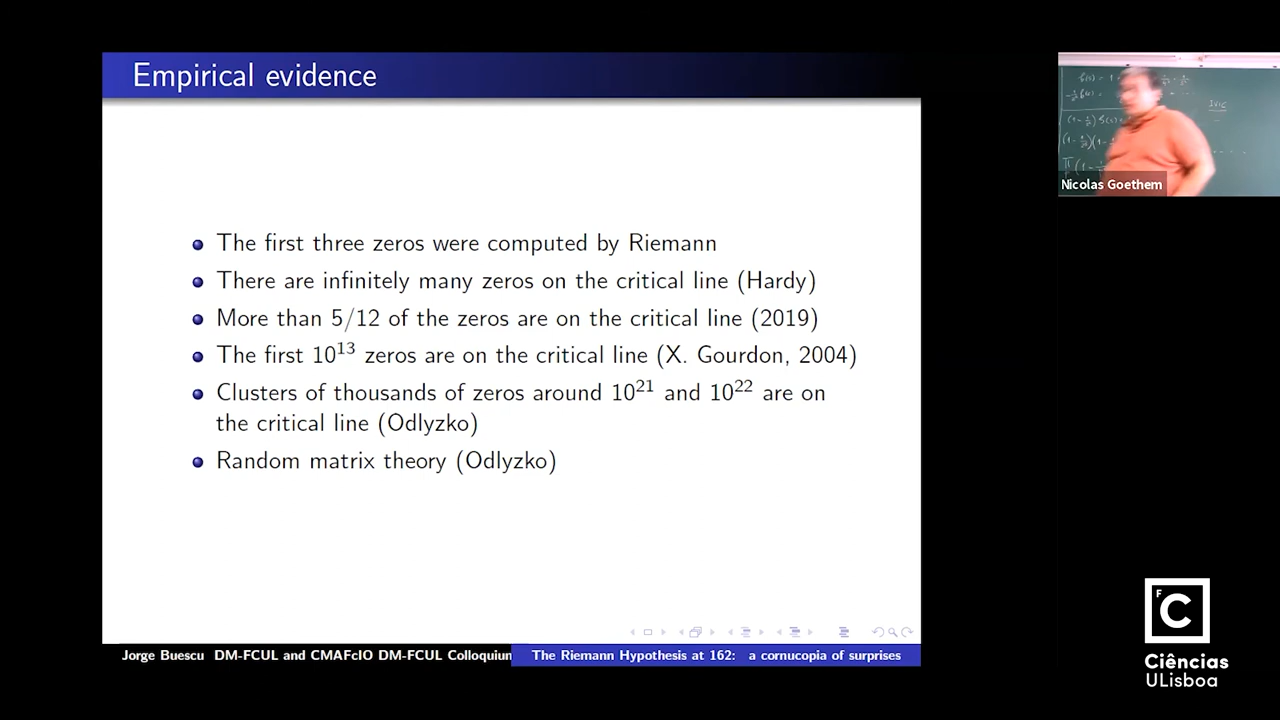 Empirical evidence
The first three zeros were computed by Riemann
There are infinitely many zeros on the critical line (Hardy)
More than 5/12 of the zeros are on the critical line (2019)
The first 10^13 zeros are on the critical line (X. Gourdon, 2004)
Clusters of thousands of zeros around 10^21 and 10^22 are on
the critical line (Odlyzko)
Random matrix theory (Odlyzko)
Jorge Buescu DM-FCUL and CMAFcIO DM-FCUL Colloquium
The Riemann Hypothesis at 162: a cornucopia of surprises
Nicolas Goethem
F
C
Ciências
ULisboa